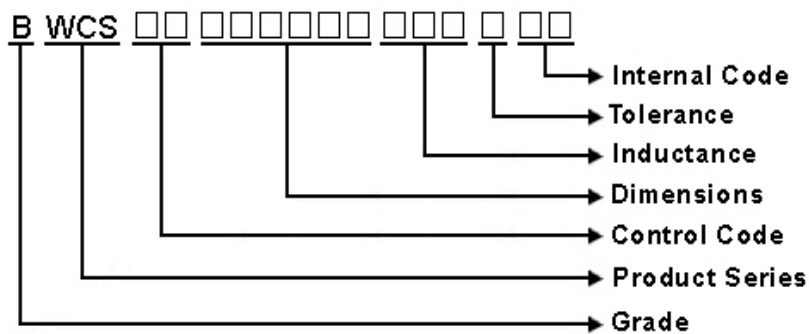 B WCS □□ □□□□□□ □□□ □ □□
Internal Code
Tolerance
Inductance
Dimensions
Control Code
Product Series
Grade